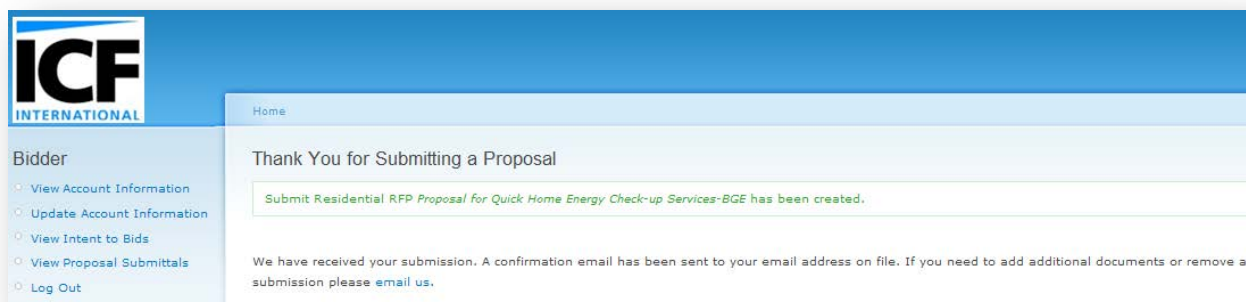 ICF
INTERNATIONAL
Home
Bidder
View Account Information
Update Account Information
View Intent to Bids
View Proposal Submittals
Log Out
Thank You for Submitting a Proposal
Submit Residential RFP Proposal for Quick Home Energy Check-up Services-BGE has been created.
We have received your submission. A confirmation email has been sent to your email address on file. If you need to add additional documents or remove a
submission please email us.